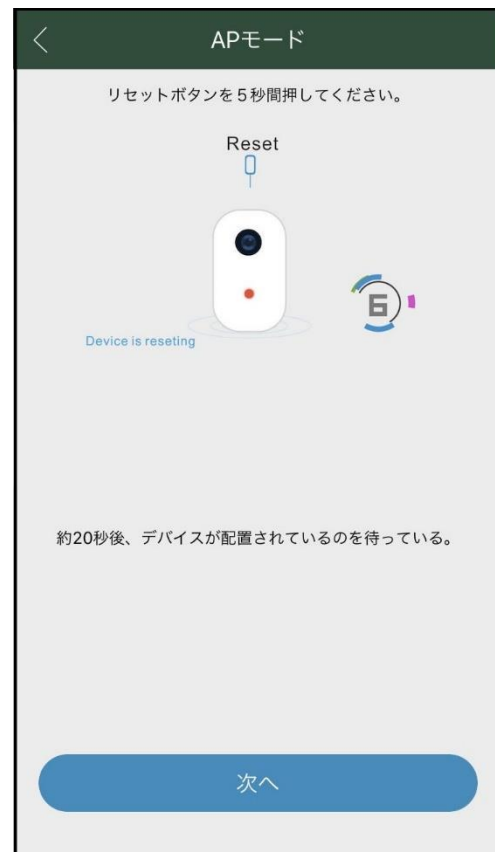 APモード
リセットボタンを5秒間押してください。
Reset
6
Device is reseting
約20秒後、デバイスが配置されているのを待っている。
次へ